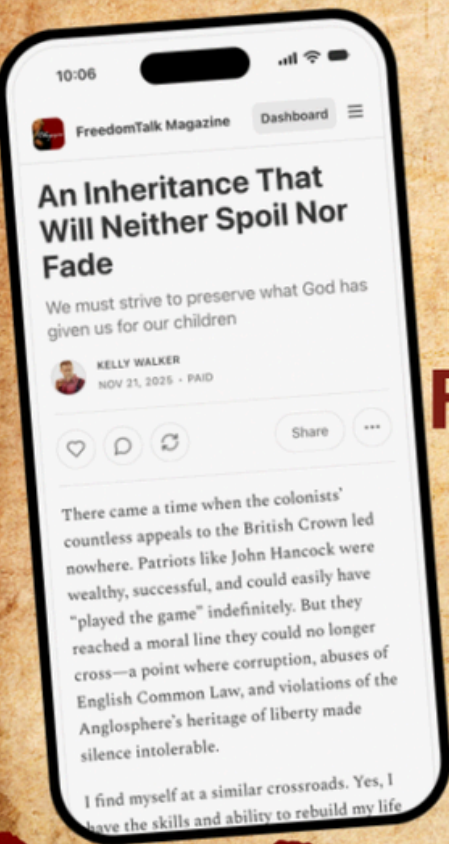 10:06
FreedomTalk Magazine
Dashboard
An Inheritance That
Will Neither Spoil Nor
Fade
We must strive to preserve what God has
given us for our children
KELLY WALKER
NOV 21, 2025 - PAID
Share
There came a time when the colonists'
countless appeals to the British Crown led
nowhere. Patriots like John Hancock were
wealthy, successful, and could easily have
"played the game" indefinitely. But they
reached a moral line they could no longer
cross—a point where corruption, abuses of
English Common Law, and violations of the
Anglosphere's heritage of liberty made
silence intolerable.
I find myself at a similar crossroads. Yes, I
have the skills and ability to rebuild my life